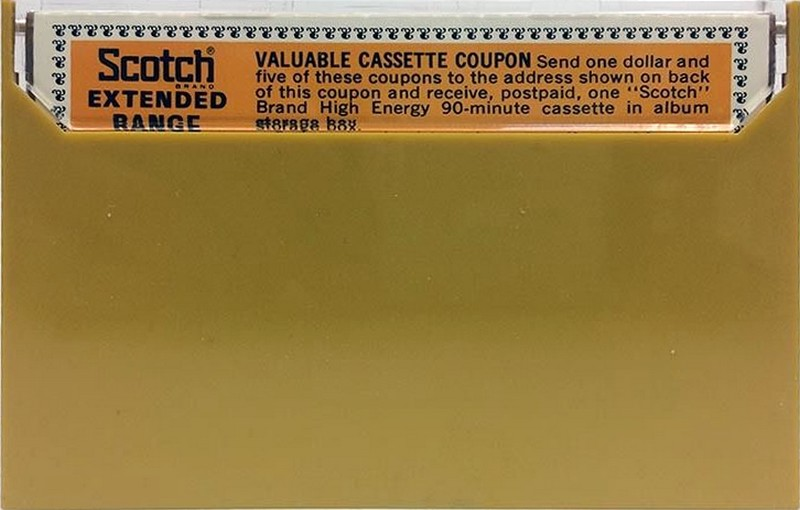 Scotch®
BRAND
EXTENDED
RANGE
VALUABLE CASSETTE COUPON Send one dollar and
five of these coupons to the address shown on back
of this coupon and receive, postpaid, one "Scotch"
Brand High Energy 90-minute cassette in album
storage box.